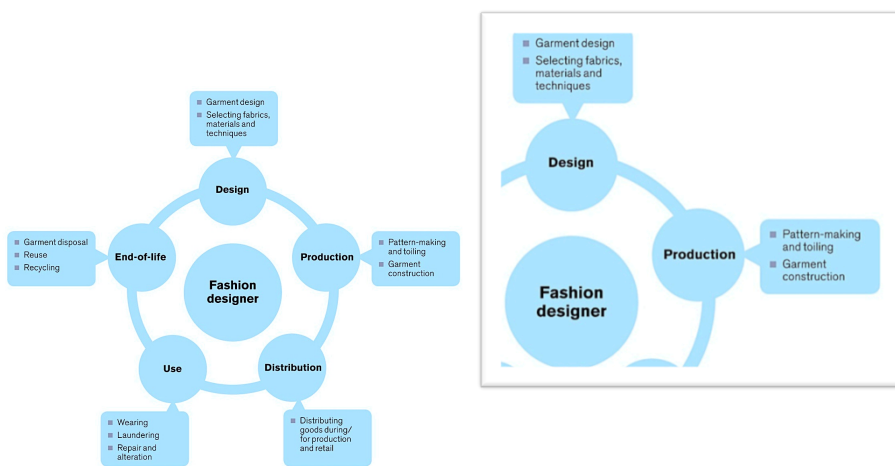 Garment design
Selecting fabrics,
materials and
techniques
Design
Garment disposal
Reuse
Recycling
End-of-life
Production
Pattern-making
and toiling
Garment
construction
Fashion
designer
Use
Distribution
Wearing
Laundering
Repair and
alteration
Distributing
goods during/
for production
and retail
Garment design
Selecting fabrics,
materials and
techniques
Design
Production
Pattern-making
and toiling
Garment
construction
Fashion
designer